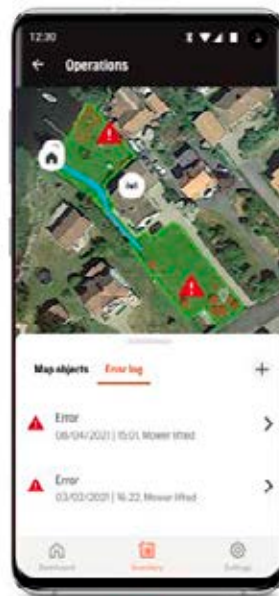 12:30
Operations
Map objects Error log
Error
08/04/2021 | 15:01, Mower lifted
Error
03/03/2021 | 16:22, Mower lifted
Dashboard Inventory Settings